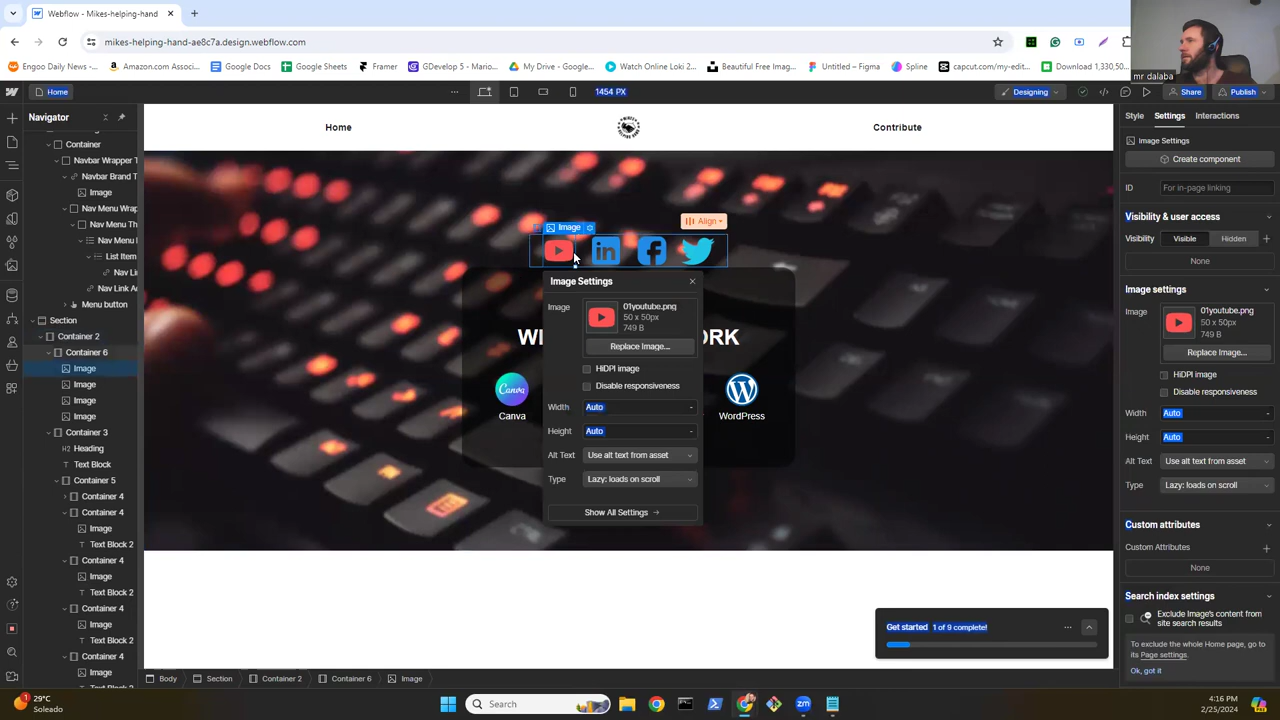 Webflow - Mikes-helping-hand
mikes-helping-hand-ae8c7a.design.webflow.com
Engoo Daily News -...
Amazon.com Associ...
Google Docs
Google Sheets
Framer
GDevelop 5 - Mario...
My Drive - Google...
Watch Online Loki 2...
Beautiful Free Imag...
Untitled – Figma
Spline
capcut.com/my-edit...
Download 1,330,50...
mr dalaba
Home
1454 PX
Designing
Share
Publish
Navigator
Container
Navbar Wrapper T
Navbar Brand T
Image
Nav Menu Wrap
Nav Menu Th
Nav Menu
List Item
Nav Li
Nav Link Ac
Menu button
Section
Container 2
Container 6
Image
Image
Image
Image
Container 3
Heading
Text Block
Container 5
Container 4
Container 4
Image
Text Block 2
Container 4
Image
Text Block 2
Container 4
Image
Text Block 2
Container 4
Image
Home
Contribute
Image
Align
Image Settings
Image
01youtube.png
50 x 50px
749 B
Replace Image...
HiDPI image
Disable responsiveness
Width
Auto
-
Height
Auto
-
Alt Text
Use alt text from asset
Type
Lazy: loads on scroll
Show All Settings
Canva
Canva
WordPress
Get started
1 of 9 complete!
Body
Section
Container 2
Container 6
Image
Style
Settings
Interactions
Image Settings
Create component
ID
For in-page linking
Visibility & user access
Visibility
Visible
Hidden
None
Image settings
Image
01youtube.png
50 x 50px
749 B
Replace Image...
HiDPI image
Disable responsiveness
Width
Auto
-
Height
Auto
-
Alt Text
Use alt text from asset
Type
Lazy: loads on scroll
Custom attributes
Custom Attributes
None
Search index settings
Exclude Image's content from
site search results
To exclude the whole Home page, go to
its Page settings.
Ok, got it
29°C
Soleado
Search
4:16 PM
2/25/2024